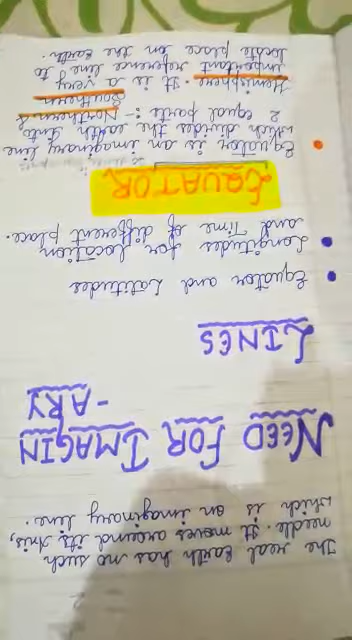 The real Earth has no such
needle. It moves around its axis,
which is an imaginary line.
NEED FOR IMAGIN
-ARY
LINES
Equator and Latitudes
Longitudes for location
and Time of different place.
EQUATOR
Equator is an imaginary line
which divides the earth into
2 equal parts :- Northern &
Southern
Hemisphere. It is a very
important reference line to
locate place on the Earth.